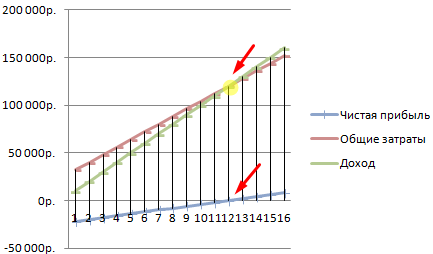 200 000р.
150 000р.
100 000р.
50 000р.
0р.
-50 000р.
1 2 3 4 5 6 7 8 9 10 11 12 13 14 15 16
Чистая прибыль
Общие затраты
Доход